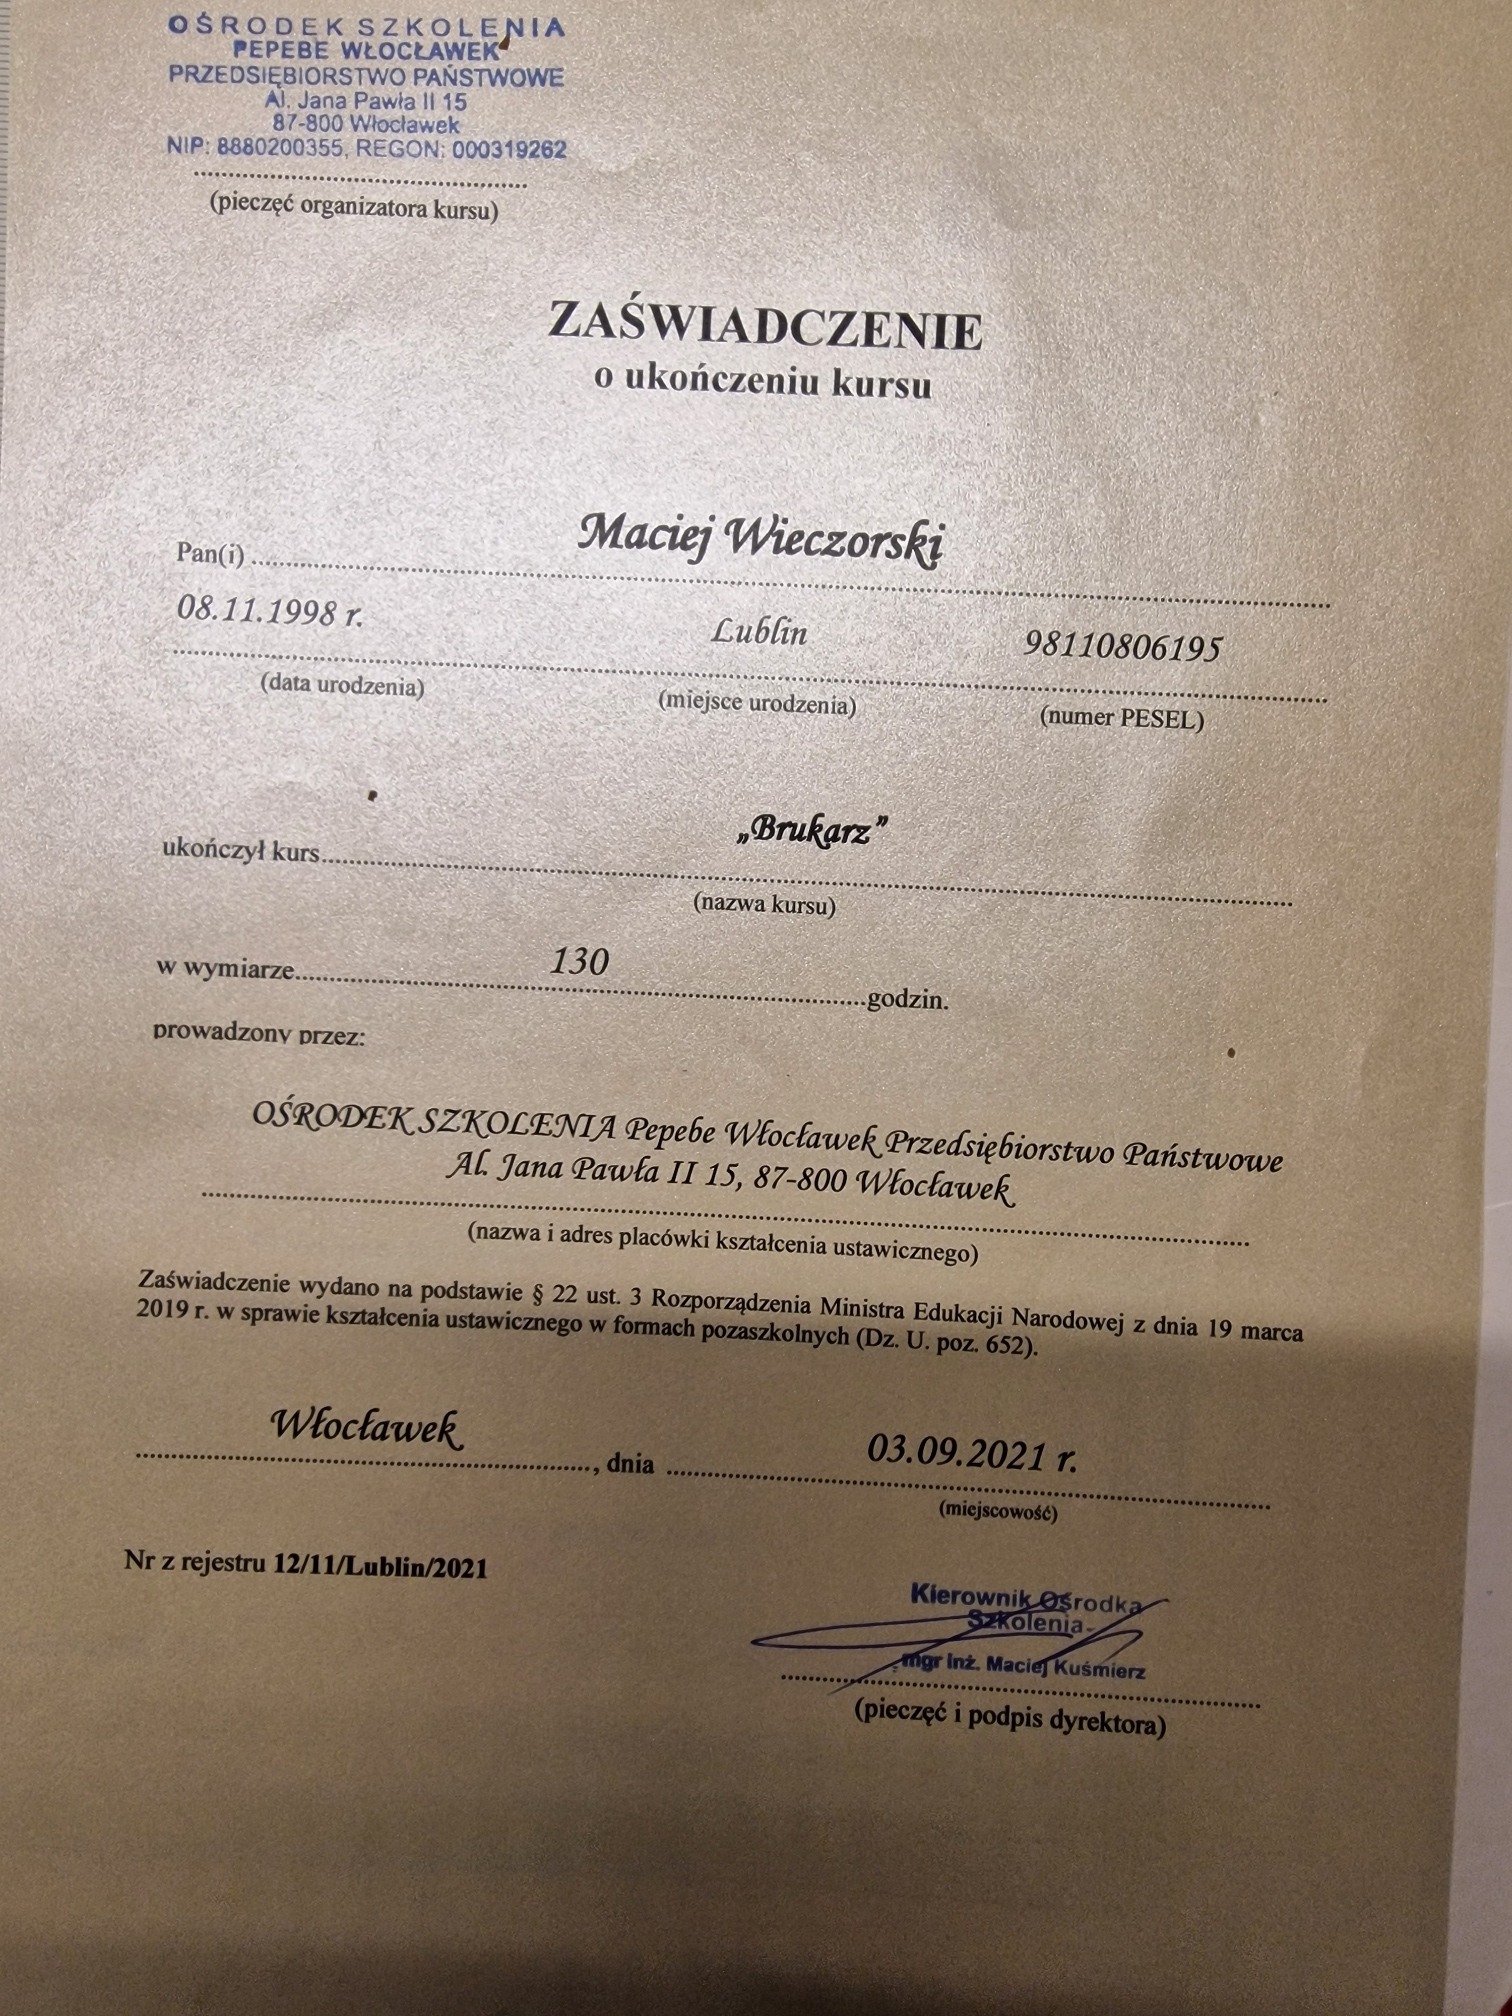 OŚRODEK SZKOLENIA
PEPEBE WŁOCŁAWEK
PRZEDSIĘBIORSTWO PAŃSTWOWE
Al. Jana Pawła II 15
87-800 Włocławek
NIP: 8880200355, REGON: 000319262
(pieczęć organizatora kursu)
ZAŚWIADCZENIE
o ukończeniu kursu
Pan(i) Maciej Wieczorski
08.11.1998 r. Lublin 98110806195
(data urodzenia) (miejsce urodzenia) (numer PESEL)
ukończył kurs „Brukarz”
(nazwa kursu)
w wymiarze 130 godzin.
prowadzony przez:
OŚRODEK SZKOLENIA Pepebe Włocławek Przedsiębiorstwo Państwowe
Al. Jana Pawła II 15, 87-800 Włocławek
(nazwa i adres placówki kształcenia ustawicznego)
Zaświadczenie wydano na podstawie § 22 ust. 3 Rozporządzenia Ministra Edukacji Narodowej z dnia 19 marca
2019 r. w sprawie kształcenia ustawicznego w formach pozaszkolnych (Dz. U. poz. 652).
Włocławek, dnia 03.09.2021 r.
(miejscowość)
Nr z rejestru 12/11/Lublin/2021
Kierownik Ośrodka
Szkolenia
mgr inż. Maciej Kuśmierz
(pieczęć i podpis dyrektora)